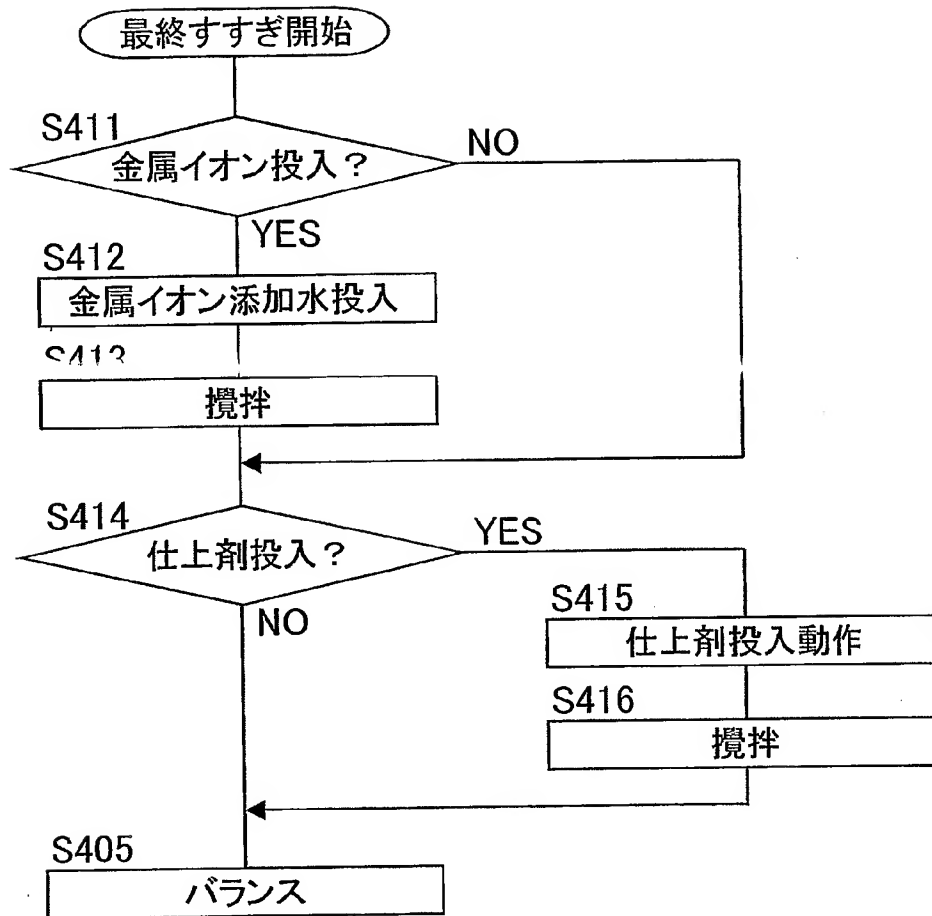 最終すすぎ開始
S411
金属イオン投入?
NO
YES
S412
金属イオン添加水投入
S413
攪拌
S414
仕上剤投入?
YES
NO
S415
仕上剤投入動作
S416
攪拌
S405
バランス